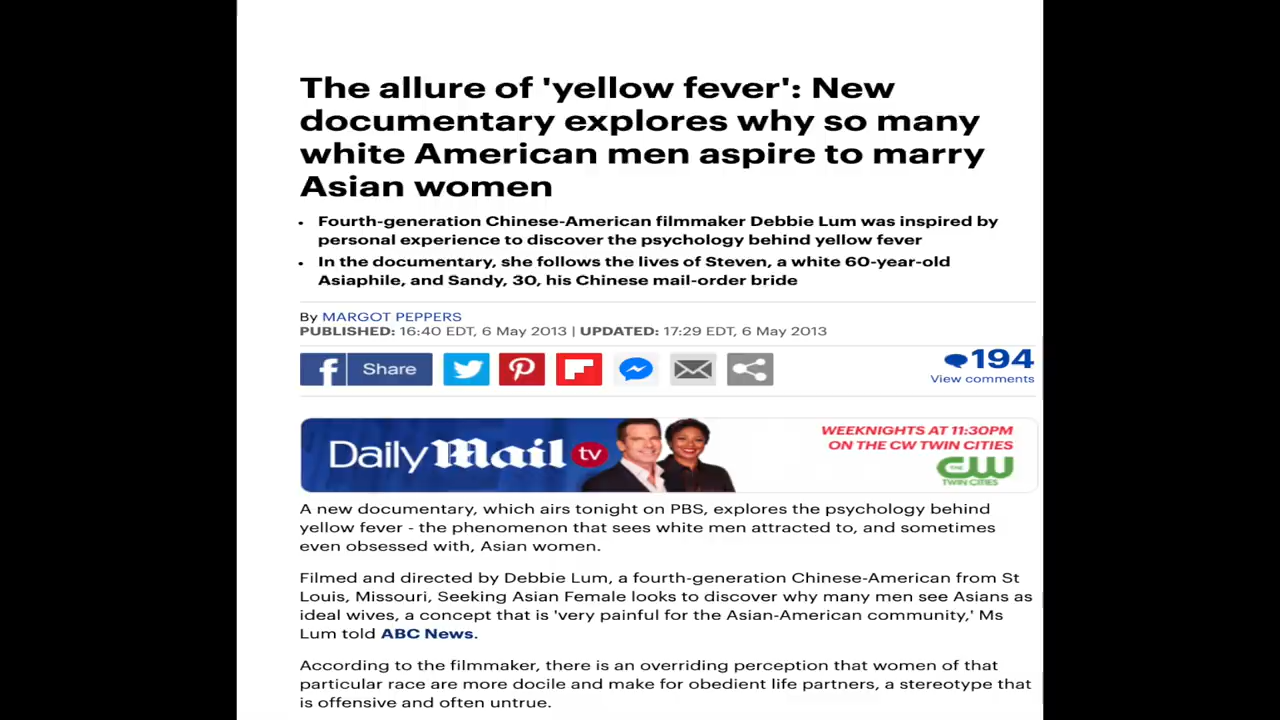 The allure of 'yellow fever': New
documentary explores why so many
white American men aspire to marry
Asian women
• Fourth-generation Chinese-American filmmaker Debbie Lum was inspired by
personal experience to discover the psychology behind yellow fever
• In the documentary, she follows the lives of Steven, a white 60-year-old
Asiaphile, and Sandy, 30, his Chinese mail-order bride
By MARGOT PEPPERS
PUBLISHED: 16:40 EDT, 6 May 2013 | UPDATED: 17:29 EDT, 6 May 2013
f Share
194
View comments
Daily Mail tv
WEEKNIGHTS AT 11:30PM
ON THE CW TWIN CITIES
THE CW
TWIN CITIES
A new documentary, which airs tonight on PBS, explores the psychology behind
yellow fever - the phenomenon that sees white men attracted to, and sometimes
even obsessed with, Asian women.
Filmed and directed by Debbie Lum, a fourth-generation Chinese-American from St
Louis, Missouri, Seeking Asian Female looks to discover why many men see Asians as
ideal wives, a concept that is 'very painful for the Asian-American community,' Ms
Lum told ABC News.
According to the filmmaker, there is an overriding perception that women of that
particular race are more docile and make for obedient life partners, a stereotype that
is offensive and often untrue.